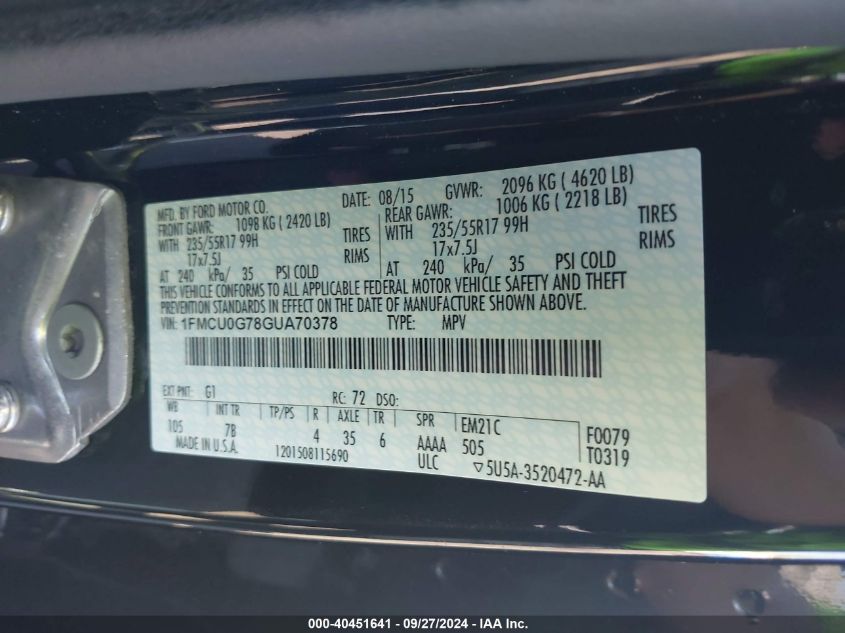 MFD. BY FORD MOTOR CO.
DATE: 08/15 GVWR: 2096 KG ( 4620 LB)
FRONT GAWR: 1098 KG ( 2420 LB) REAR GAWR: 1006 KG ( 2218 LB)
WITH 235/55R17 99H TIRES WITH 235/55R17 99H TIRES
17x7.5J RIMS 17x7.5J RIMS
AT 240 kPa/ 35 PSI COLD AT 240 kPa/ 35 PSI COLD
THIS VEHICLE CONFORMS TO ALL APPLICABLE FEDERAL MOTOR VEHICLE SAFETY AND THEFT
PREVENTION STANDARDS IN EFFECT ON THE DATE OF MANUFACTURE SHOWN ABOVE.
VIN: 1FMCU0G78GUA70378 TYPE: MPV
EXT PNT: G1 RC: 72 DSO:
WB INT TR TP/PS R AXLE TR SPR EM21C
105 7B 4 35 6 AAAA 505 F0079
MADE IN U.S.A. 1201508115690 ULC ▽5U5A-3520472-AA T0319
000-40451641 - 09/27/2024 - © IAA, Inc.